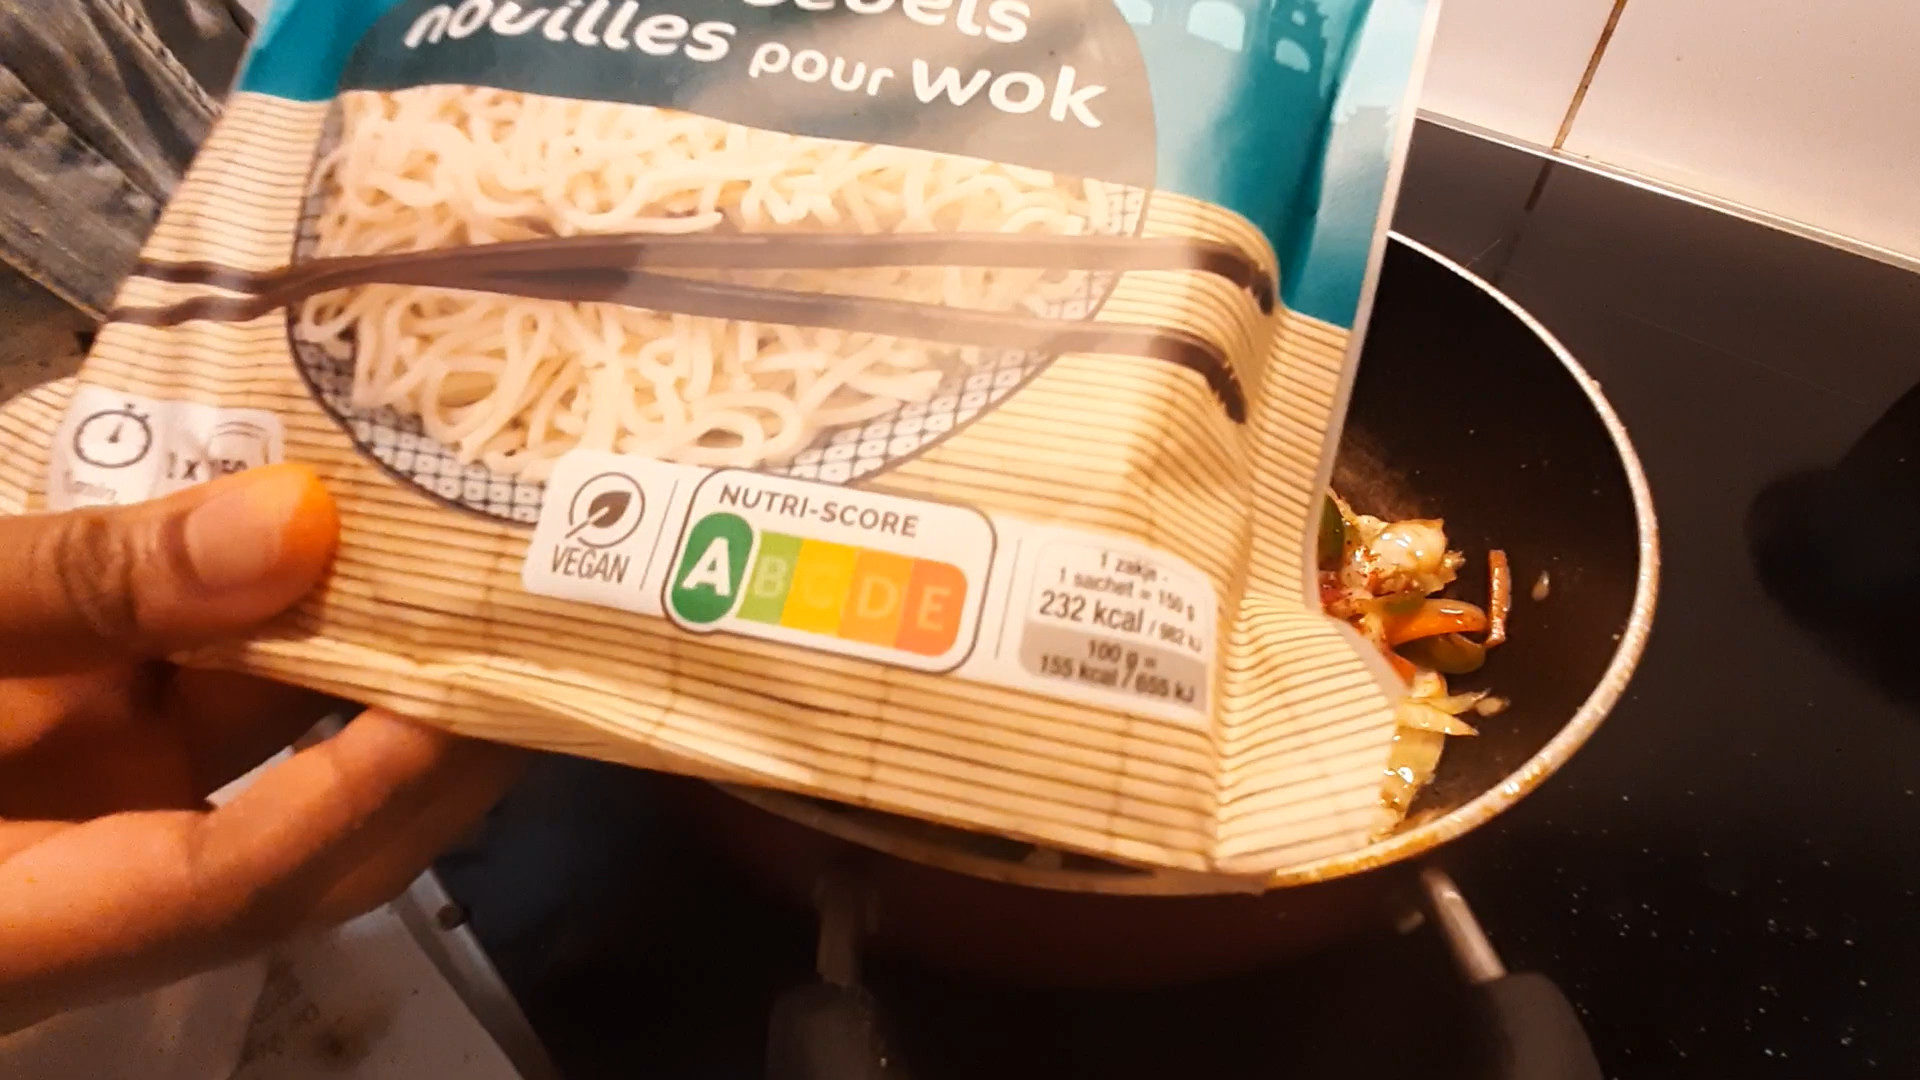 nouilles pour wok
NUTRI-SCORE
A B C D E
VEGAN
1 zakje -
1 sachet = 150 g
232 kcal / 982 kJ
100 g =
155 kcal / 655 kJ